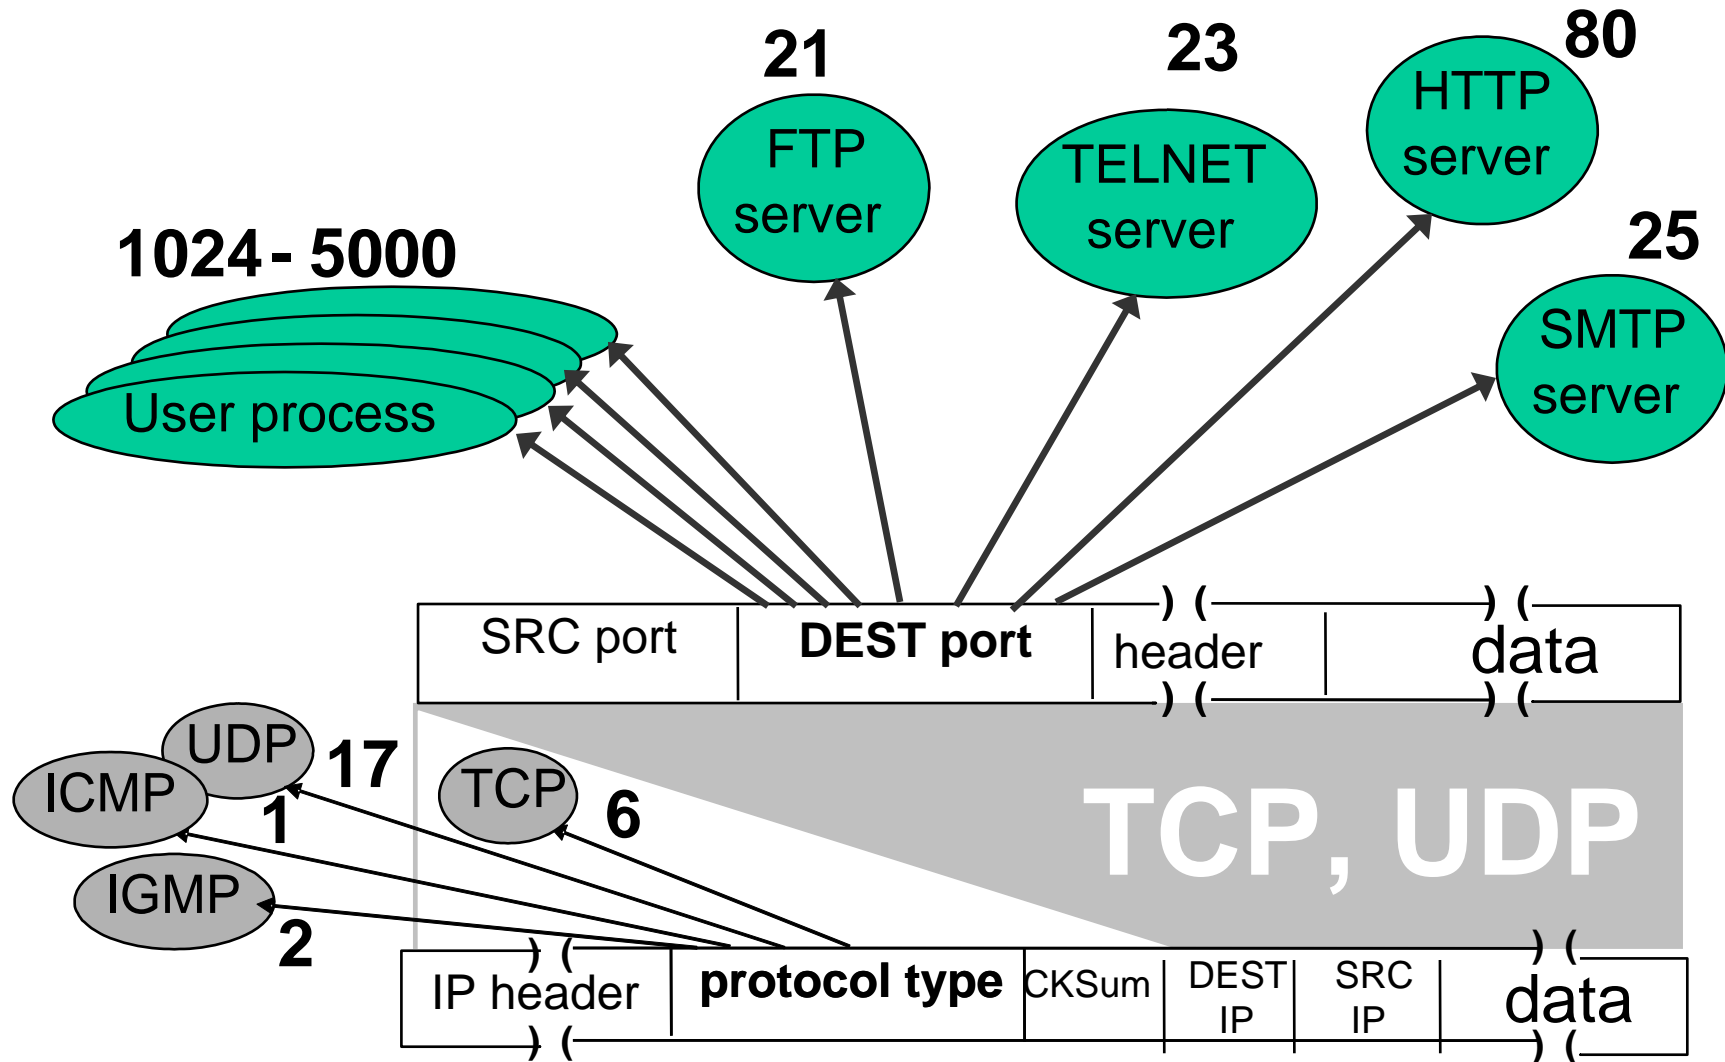 80
21
23
HTTP
server
FTP
server
TELNET
server
25
1024 - 5000
SMTP
server
User process
) (
) (
SRC port
DEST port
header
data
) (
) (
UDP
17
ICMP
TCP
1
6
TCP, UDP
IGMP
2
) (
) (
IP header
protocol type
CKSum
DEST
IP
SRC
IP
data
) (
) (